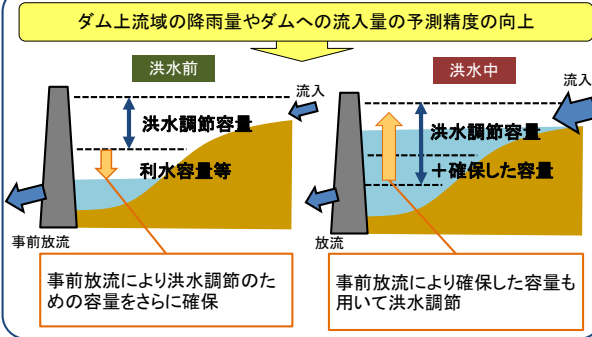 ダム上流域の降雨量やダムへの流入量の予測精度の向上
洪水前
流入
洪水調節容量
利水容量等
事前放流
事前放流により洪水調節のた
めの容量をさらに確保
洪水中
流入
洪水調節容量
＋確保した容量
放流
事前放流により確保した容量も
用いて洪水調節